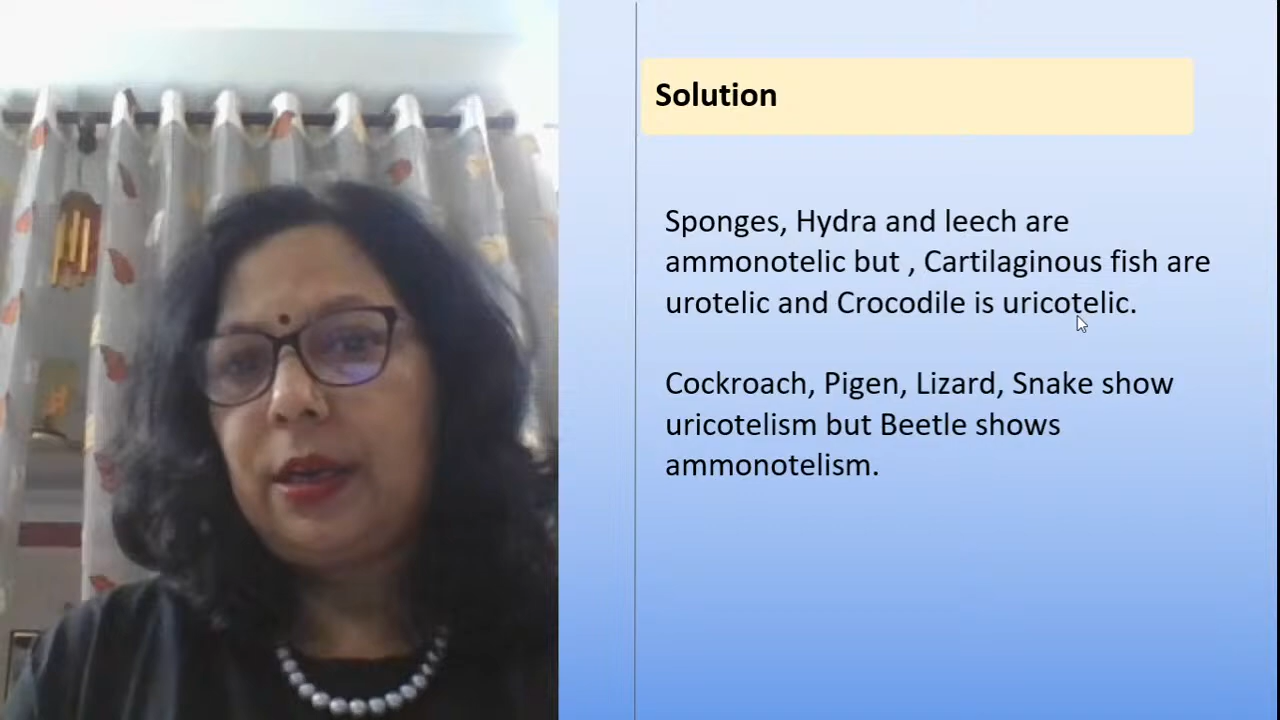 Solution
Sponges, Hydra and leech are
ammonotelic but , Cartilaginous fish are
urotelic and Crocodile is uricotelic.
Cockroach, Pigen, Lizard, Snake show
uricotelism but Beetle shows
ammonotelism.